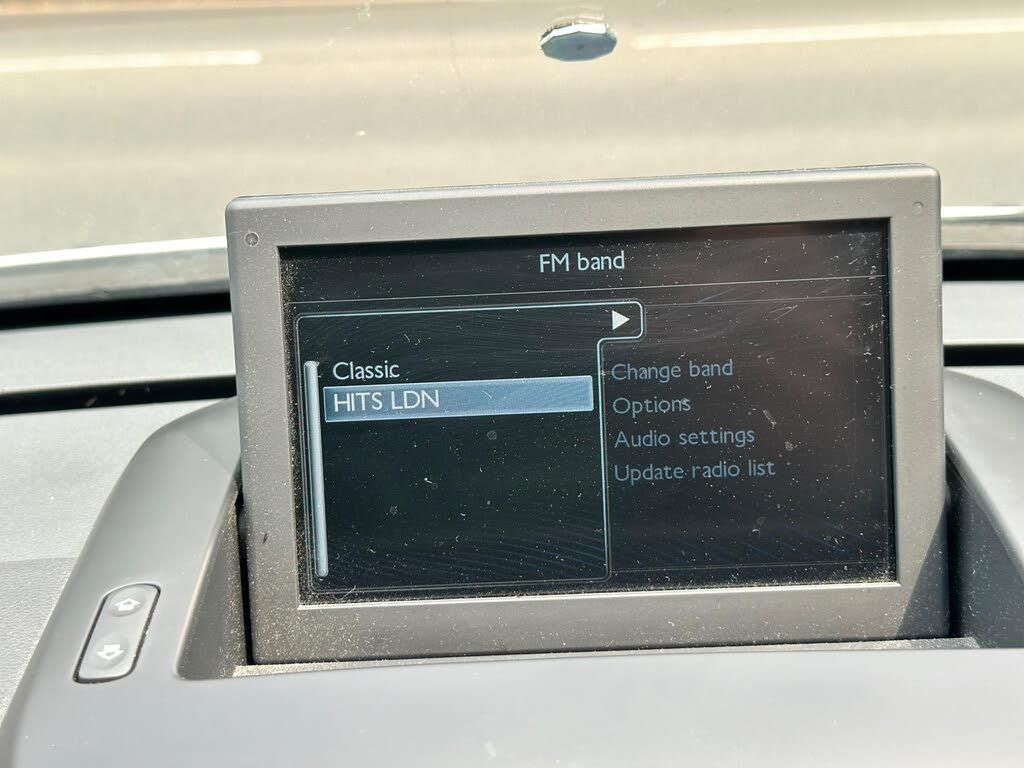 FM band
Classic
HITS LDN
Change band
Options
Audio settings
Update radio list